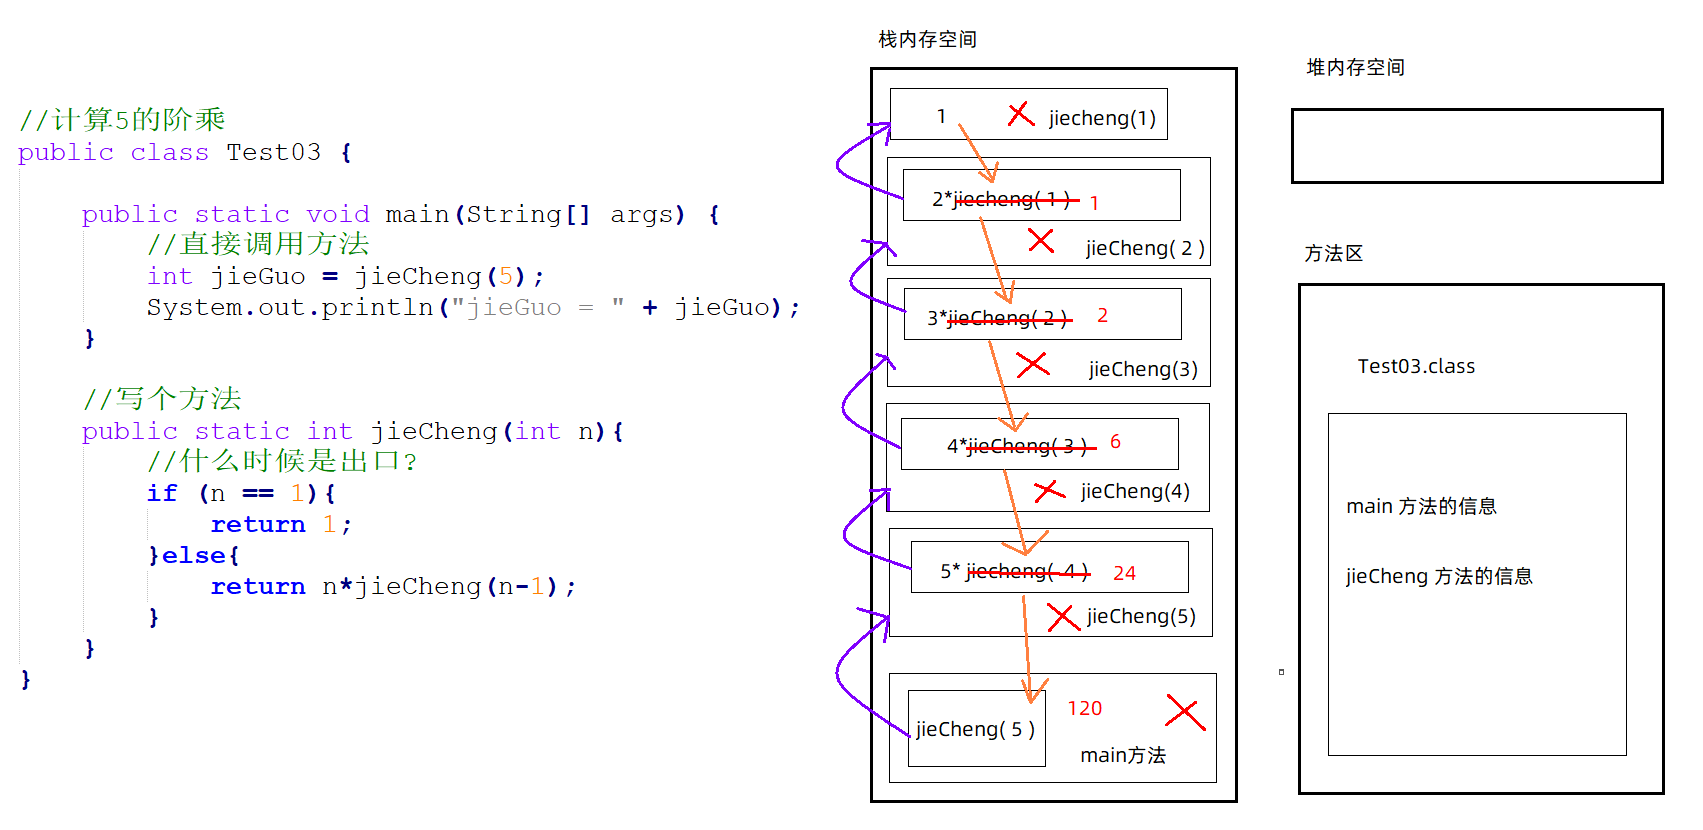 //计算5的阶乘
public class Test03 {
public static void main(String[] args) {
//直接调用方法
int jieGuo = jieCheng(5);
System.out.println("jieGuo = " + jieGuo);
}
//写个方法
public static int jieCheng(int n){
//什么时候是出口?
if (n == 1){
return 1;
}else{
return n*jieCheng(n-1);
}
}
}
栈内存空间
1 jiecheng(1)
2*jiecheng( 1 ) 1
jieCheng( 2 )
3*jieCheng( 2 ) 2
jieCheng(3)
4*jieCheng( 3 ) 6
jieCheng(4)
5* jiecheng( 4 ) 24
jieCheng(5)
120
jieCheng( 5 )
main方法
堆内存空间
方法区
Test03.class
main 方法的信息
jieCheng 方法的信息